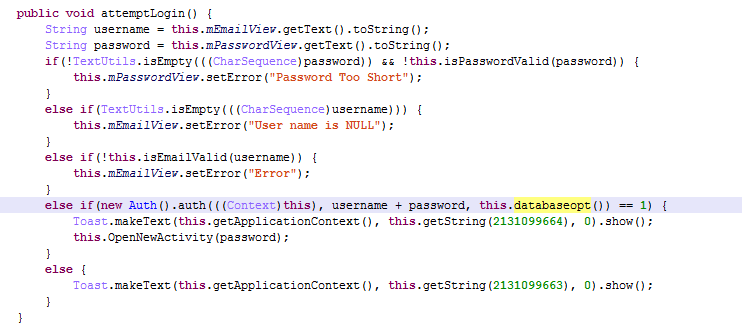 public void attemptLogin() {
String username = this.mEmailView.getText().toString();
String password = this.mPasswordView.getText().toString();
if(!TextUtils.isEmpty(((CharSequence)password)) && !this.isPasswordValid(password)) {
this.mPasswordView.setError("Password Too Short");
}
else if(TextUtils.isEmpty(((CharSequence)username))) {
this.mEmailView.setError("User name is NULL");
}
else if(!this.isEmailValid(username)) {
this.mEmailView.setError("Error");
}
else if(new Auth().auth(((Context)this), username + password, this.databaseopt()) == 1) {
Toast.makeText(this.getApplicationContext(), this.getString(2131099664), 0).show();
this.OpenNewActivity(password);
}
else {
Toast.makeText(this.getApplicationContext(), this.getString(2131099663), 0).show();
}
}